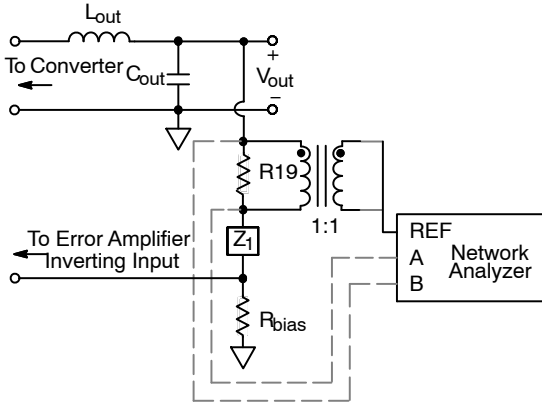 Lout
To Converter
Cout
+
Vout
−
R19
1:1
To Error Amplifier
Inverting Input
Z1
Rbias
REF
A
B
Network
Analyzer